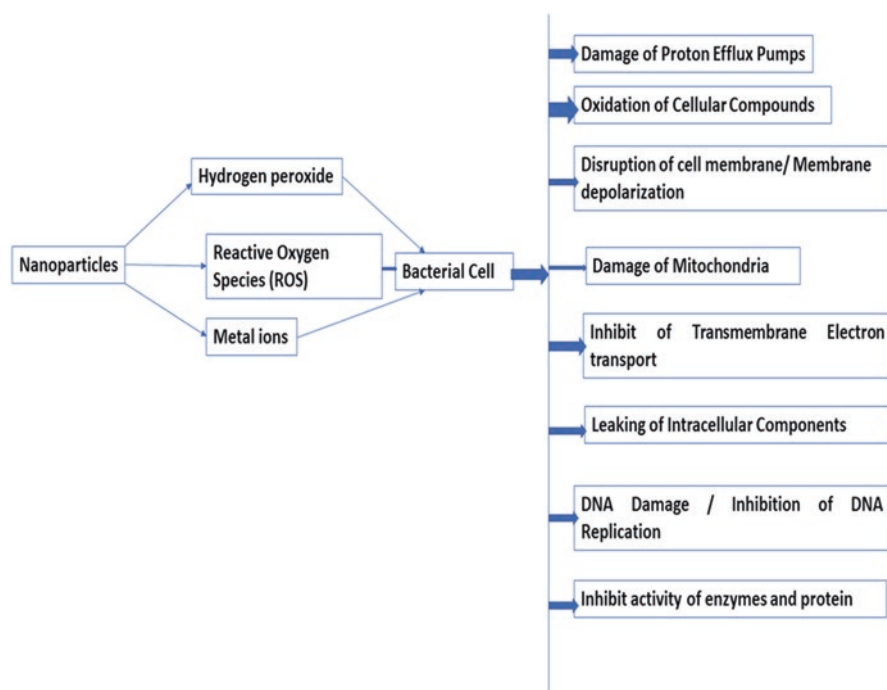 Nanoparticles
Hydrogen peroxide
Reactive Oxygen
Species (ROS)
Metal ions
Bacterial Cell
Damage of Proton Efflux Pumps
Oxidation of Cellular Compounds
Disruption of cell membrane/ Membrane
depolarization
Damage of Mitochondria
Inhibit of Transmembrane Electron
transport
Leaking of Intracellular Components
DNA Damage / Inhibition of DNA
Replication
Inhibit activity of enzymes and protein